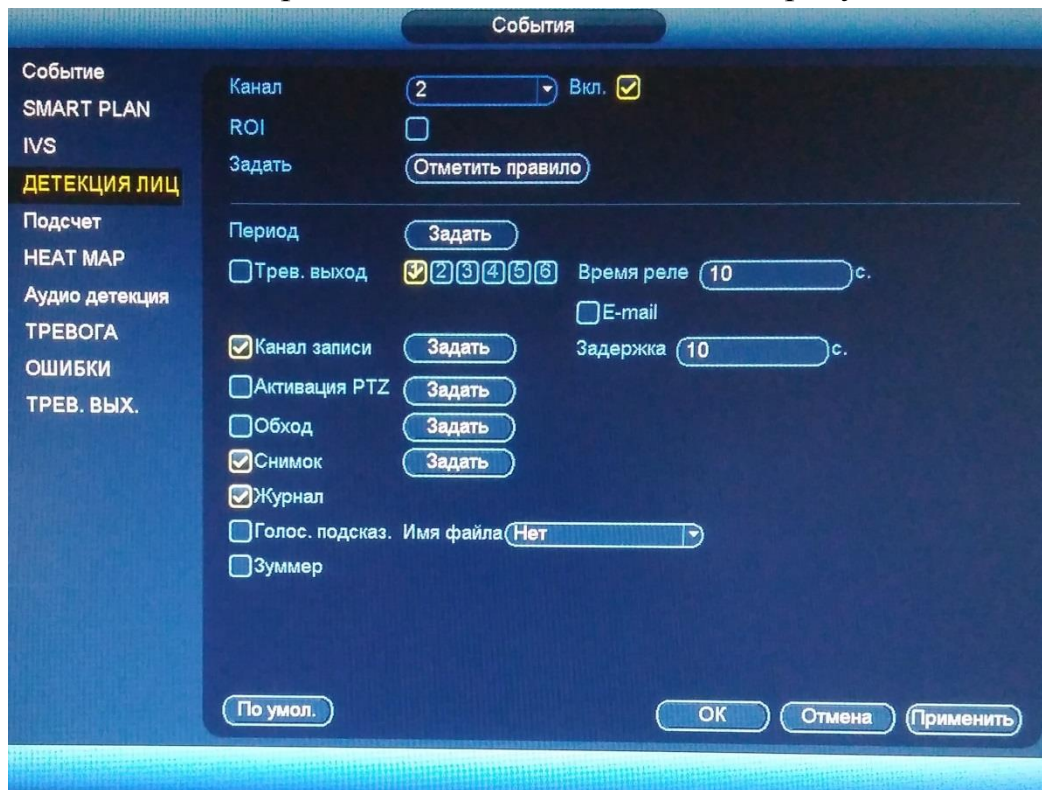 События
Событие
SMART PLAN
IVS
ДЕТЕКЦИЯ ЛИЦ
Подсчет
HEAT MAP
Аудио детекция
ТРЕВОГА
ОШИБКИ
ТРЕВ. ВЫХ.
Канал 2 Вкл.
ROI
Задать Отметить правило
Период Задать
Трев. выход 1 2 3 4 5 6 Время реле 10 с.
E-mail
Канал записи Задать Задержка 10 с.
Активация PTZ Задать
Обход Задать
Снимок Задать
Журнал
Голос. подсказ. Имя файла Нет
Зуммер
По умол. OK Отмена Применить